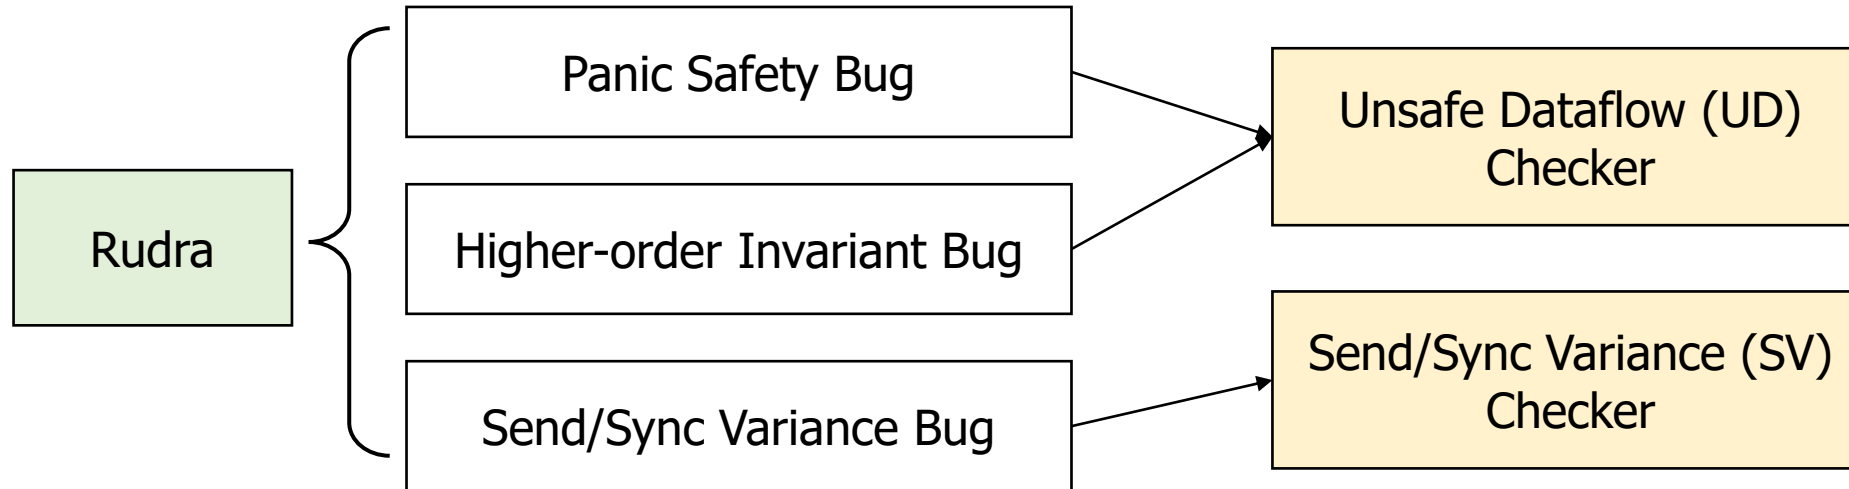 Rudra
Panic Safety Bug
Higher-order Invariant Bug
Send/Sync Variance Bug
Unsafe Dataflow (UD)
Checker
Send/Sync Variance (SV)
Checker